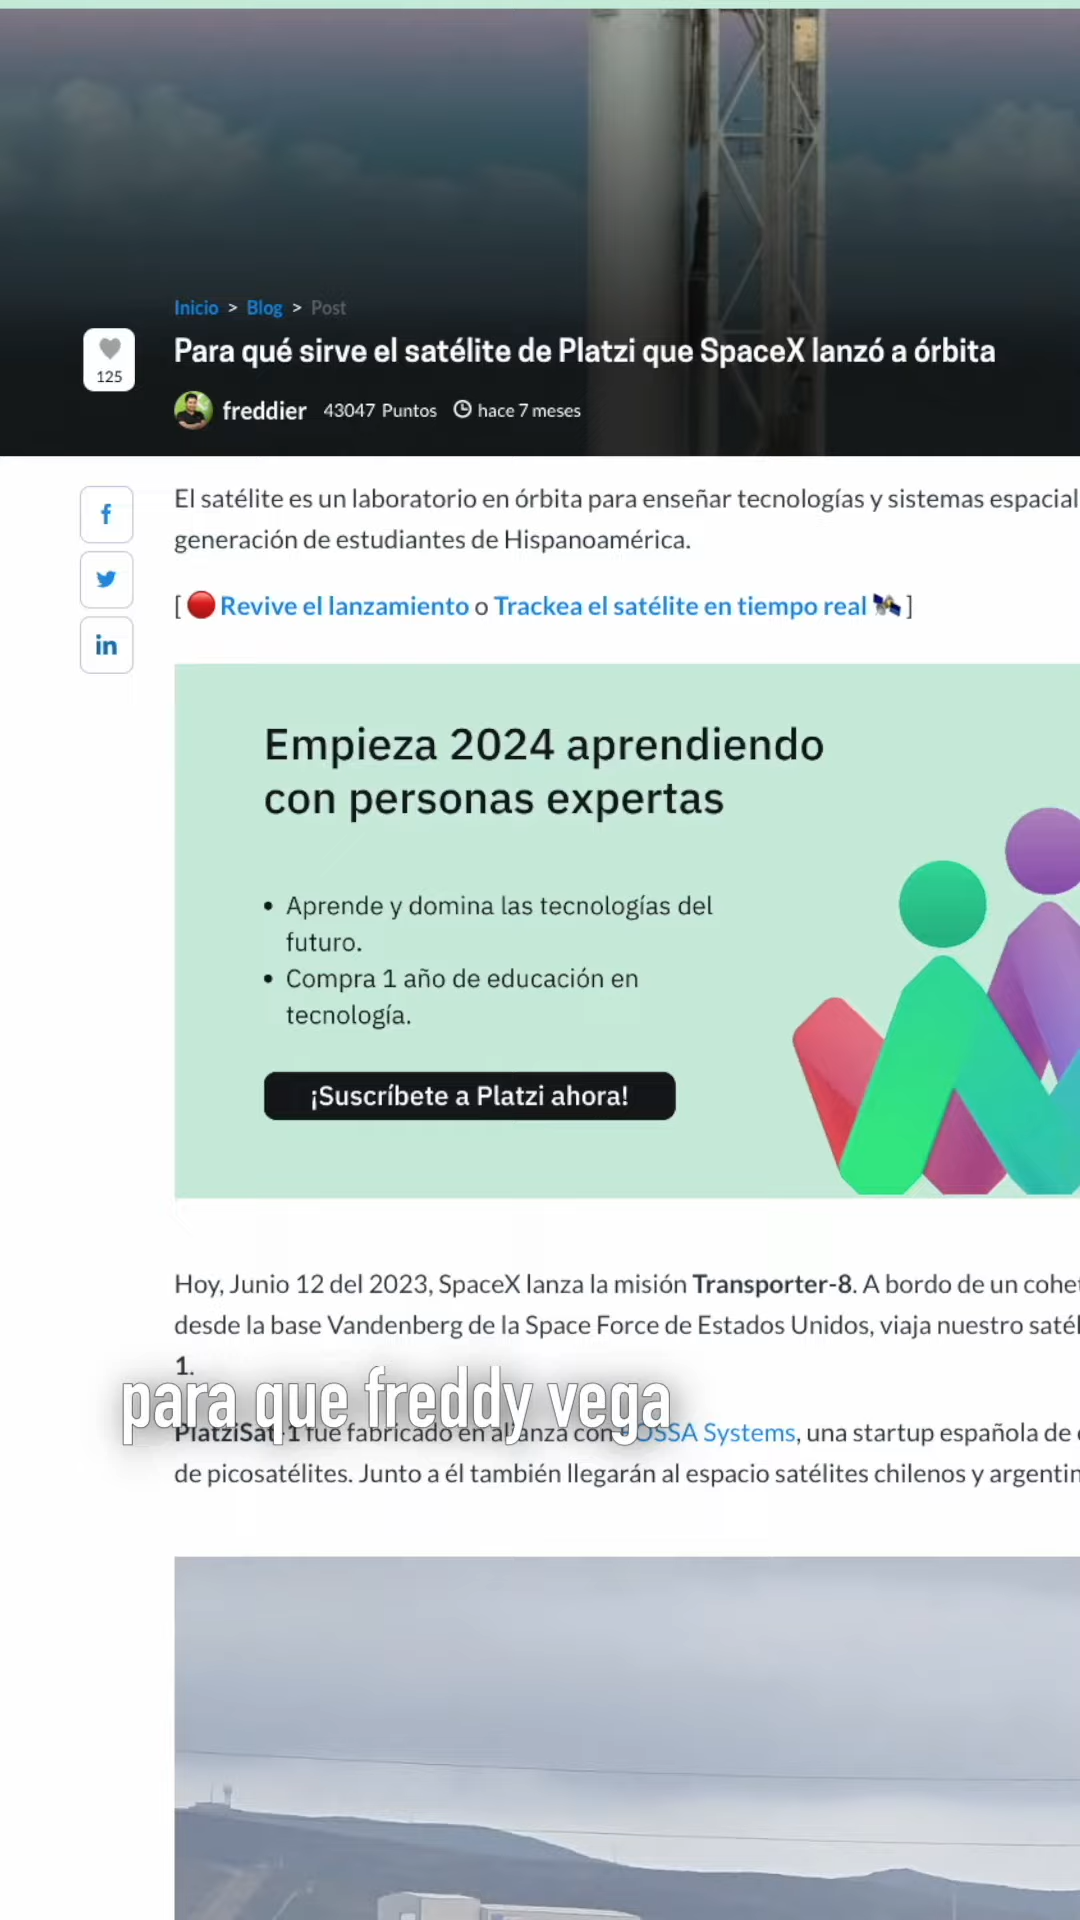 Inicio > Blog > Post
Para qué sirve el satélite de Platzi que SpaceX lanzó a órbita
125
freddier 43047 Puntos hace 7 meses
El satélite es un laboratorio en órbita para enseñar tecnologías y sistemas espacial
generación de estudiantes de Hispanoamérica.
[ Revive el lanzamiento o Trackea el satélite en tiempo real ]
Empieza 2024 aprendiendo
con personas expertas
• Aprende y domina las tecnologías del
futuro.
• Compra 1 año de educación en
tecnología.
¡Suscríbete a Platzi ahora!
Hoy, Junio 12 del 2023, SpaceX lanza la misión Transporter-8. A bordo de un cohet
desde la base Vandenberg de la Space Force de Estados Unidos, viaja nuestro satél
1.
para que freddy vega
PlatziSat-1 fue fabricado en alianza con FOSSA Systems, una startup española de
de picosatélites. Junto a él también llegarán al espacio satélites chilenos y argentin